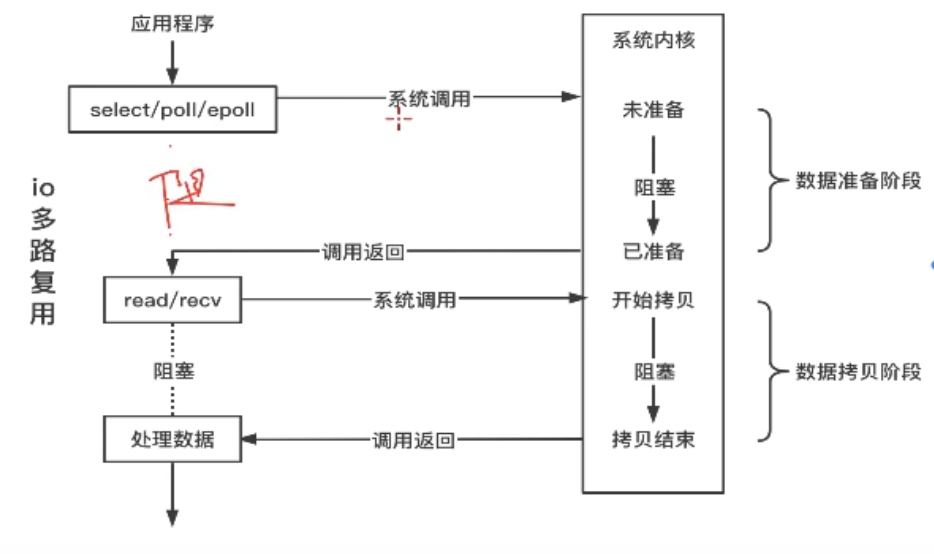 应用程序
系统内核
select/poll/epoll
系统调用
未准备
阻塞
数据准备阶段
io
多
路
复
用
调用返回
已准备
read/recv
系统调用
开始拷贝
阻塞
阻塞
数据拷贝阶段
处理数据
调用返回
拷贝结束